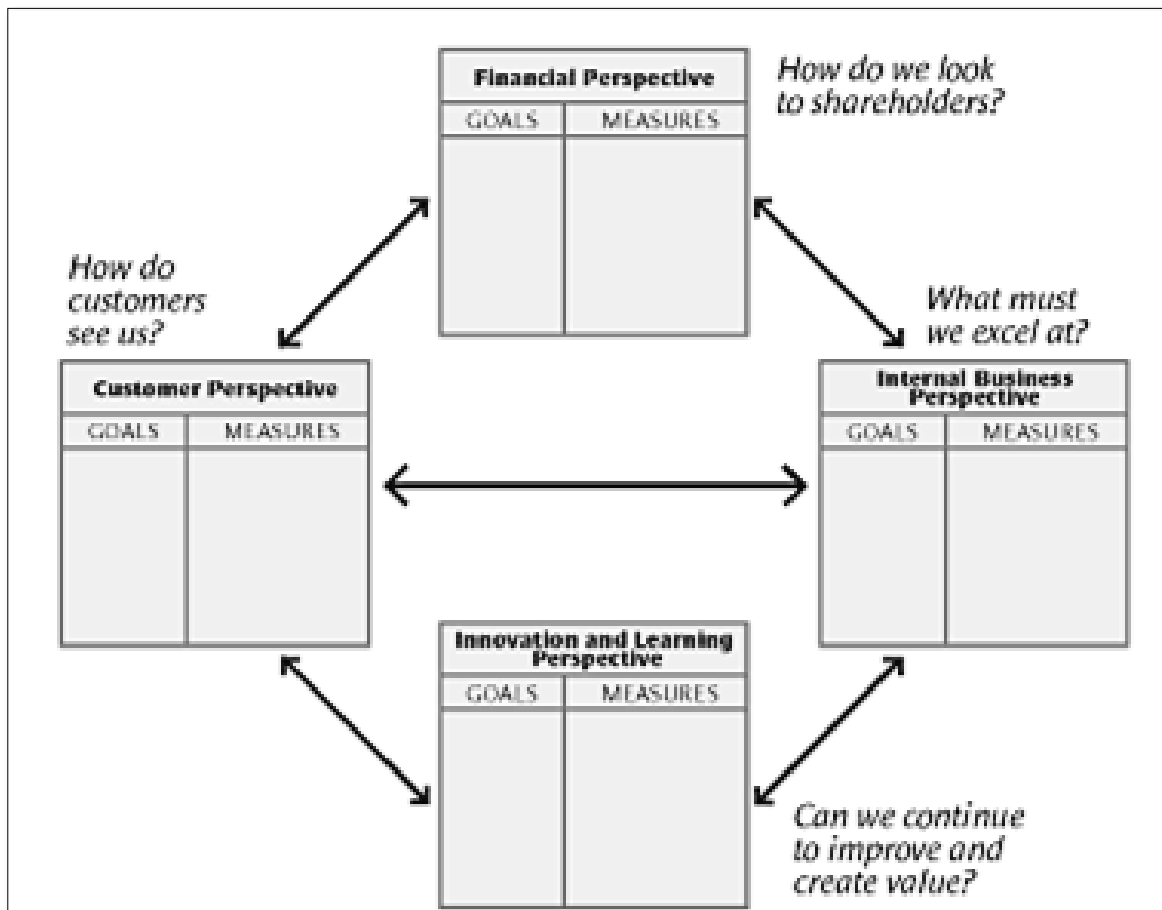 Financial Perspective
GOALS MEASURES
How do we look
to shareholders?
How do
customers
see us?
Customer Perspective
GOALS MEASURES
What must
we excel at?
Internal Business
Perspective
GOALS MEASURES
Innovation and Learning
Perspective
GOALS MEASURES
Can we continue
to improve and
create value?